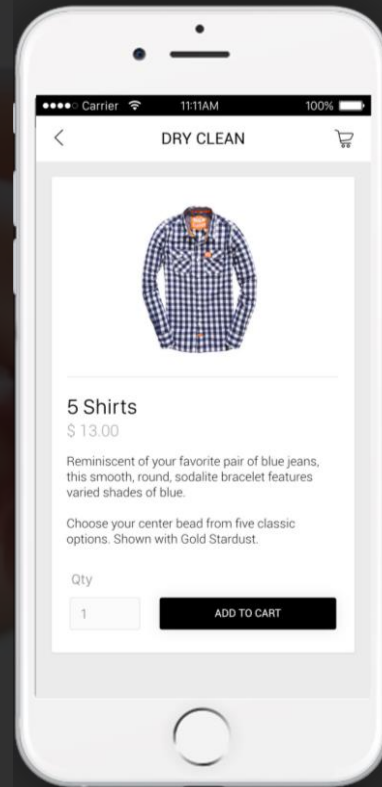 Carrier 11:11AM 100%
DRY CLEAN
5 Shirts
$ 13.00
Reminiscent of your favorite pair of blue jeans,
this smooth, round, sodalite bracelet features
varied shades of blue.
Choose your center bead from five classic
options. Shown with Gold Stardust.
Qty
1 ADD TO CART